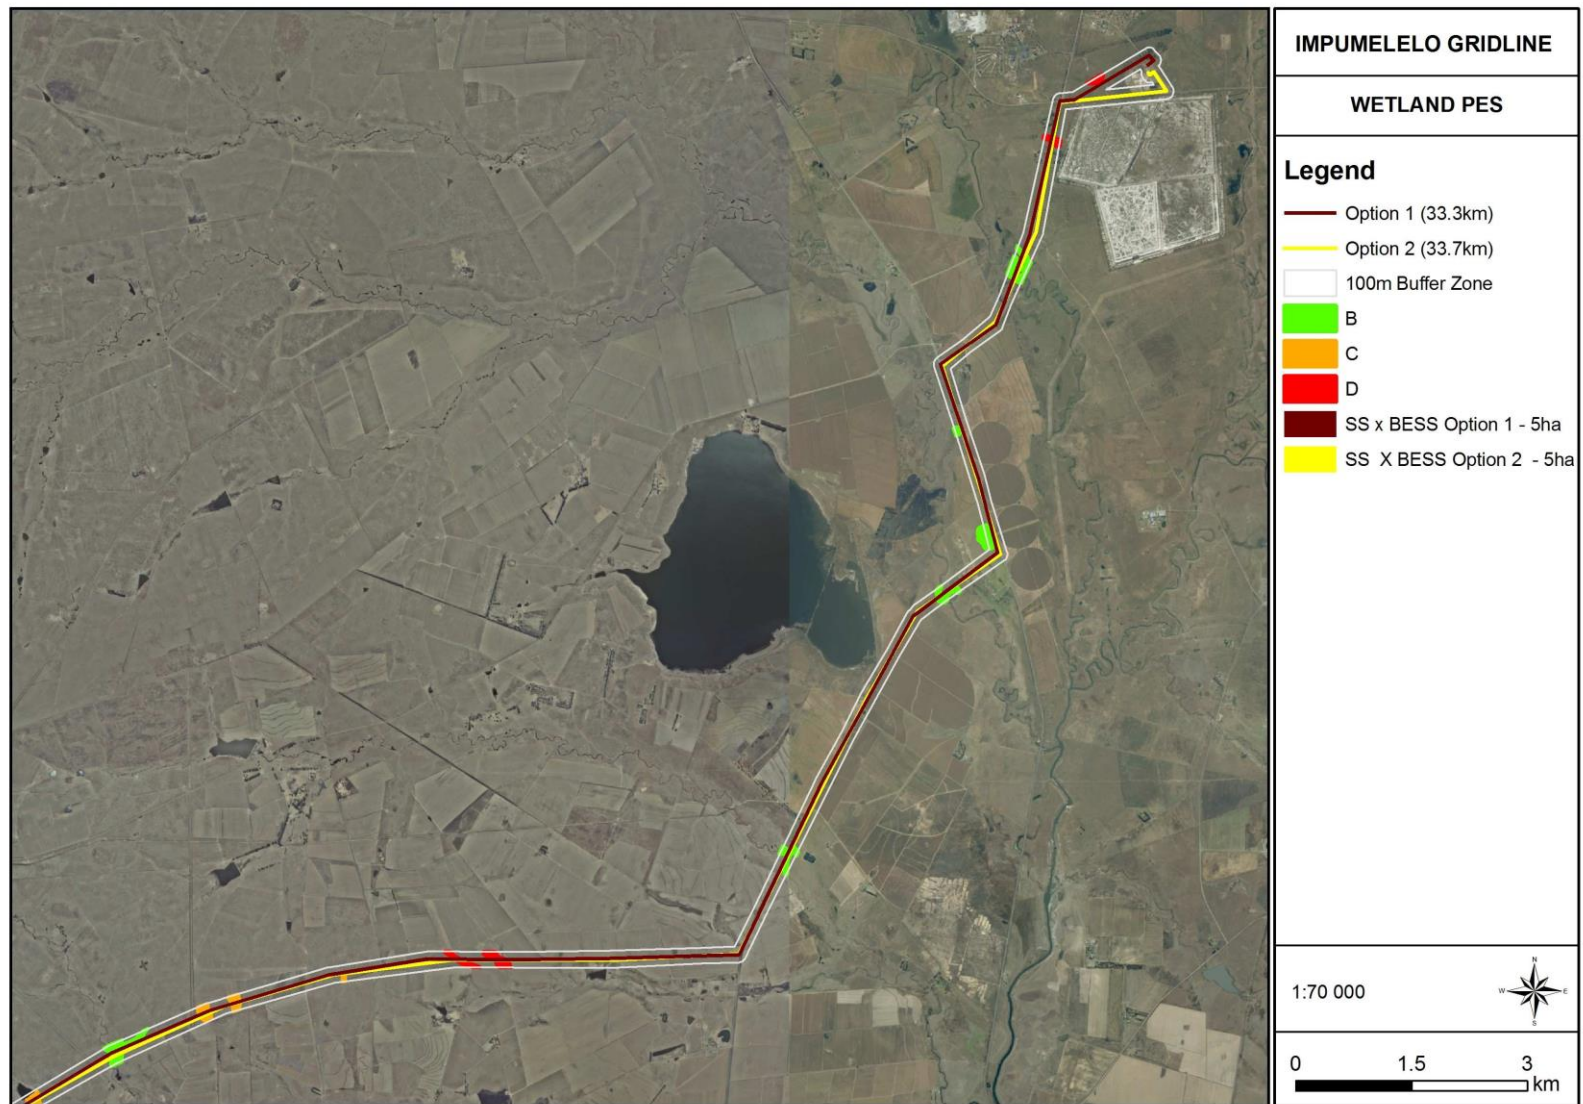 IMPUMELELO GRIDLINE
WETLAND PES
Legend
Option 1 (33.3km)
Option 2 (33.7km)
100m Buffer Zone
B
C
D
SS x BESS Option 1 - 5ha
SS X BESS Option 2 - 5ha
1:70 000
N
W E
S
0 1.5 3
km